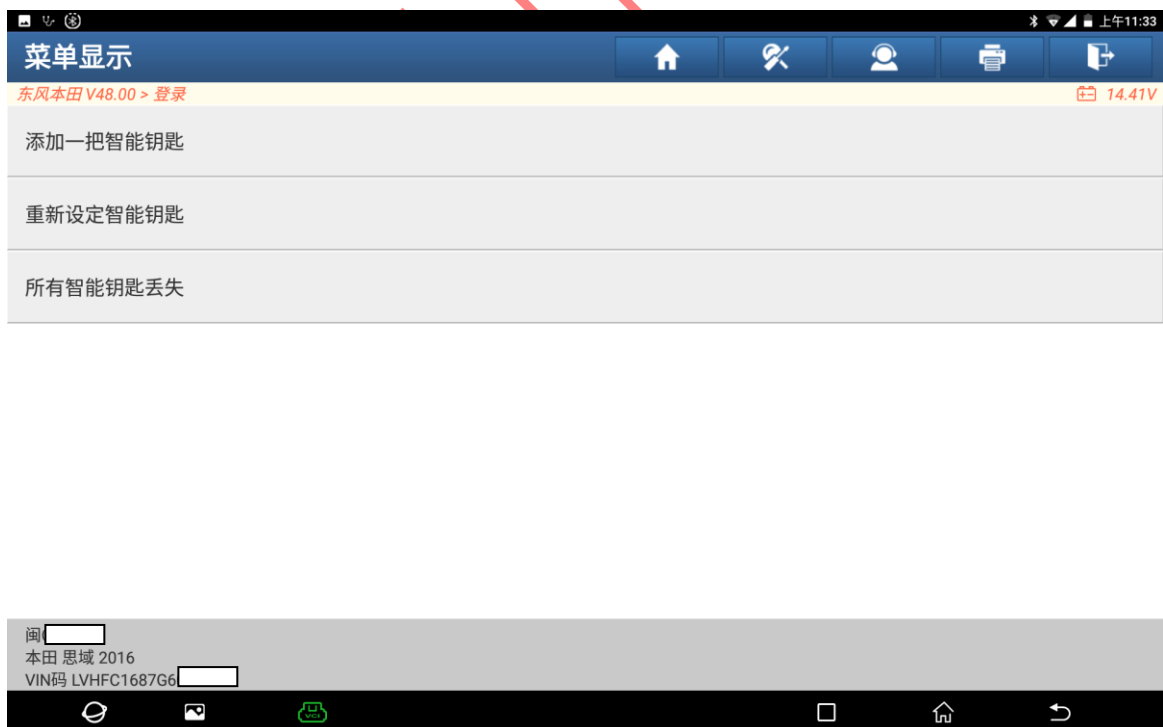 上午11:33
菜单显示
东风本田 V48.00 > 登录
14.41V
添加一把智能钥匙
重新设定智能钥匙
所有智能钥匙丢失
闽
本田 思域 2016
VIN码 LVHFC1687G6
VCI